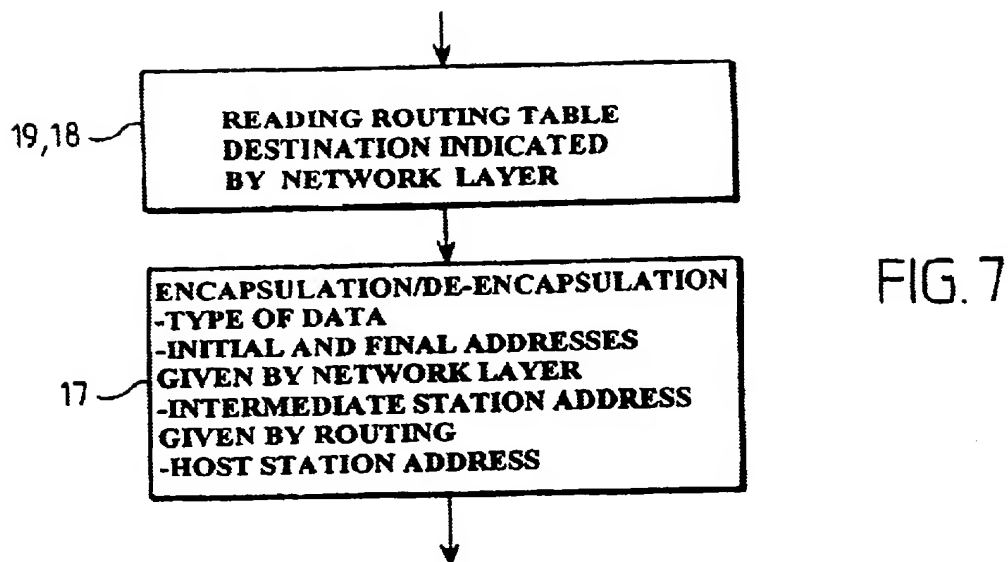 19,18
READING ROUTING TABLE
DESTINATION INDICATED
BY NETWORK LAYER
17
ENCAPSULATION/DE-ENCAPSULATION
-TYPE OF DATA
-INITIAL AND FINAL ADDRESSES
GIVEN BY NETWORK LAYER
-INTERMEDIATE STATION ADDRESS
GIVEN BY ROUTING
-HOST STATION ADDRESS
FIG. 7